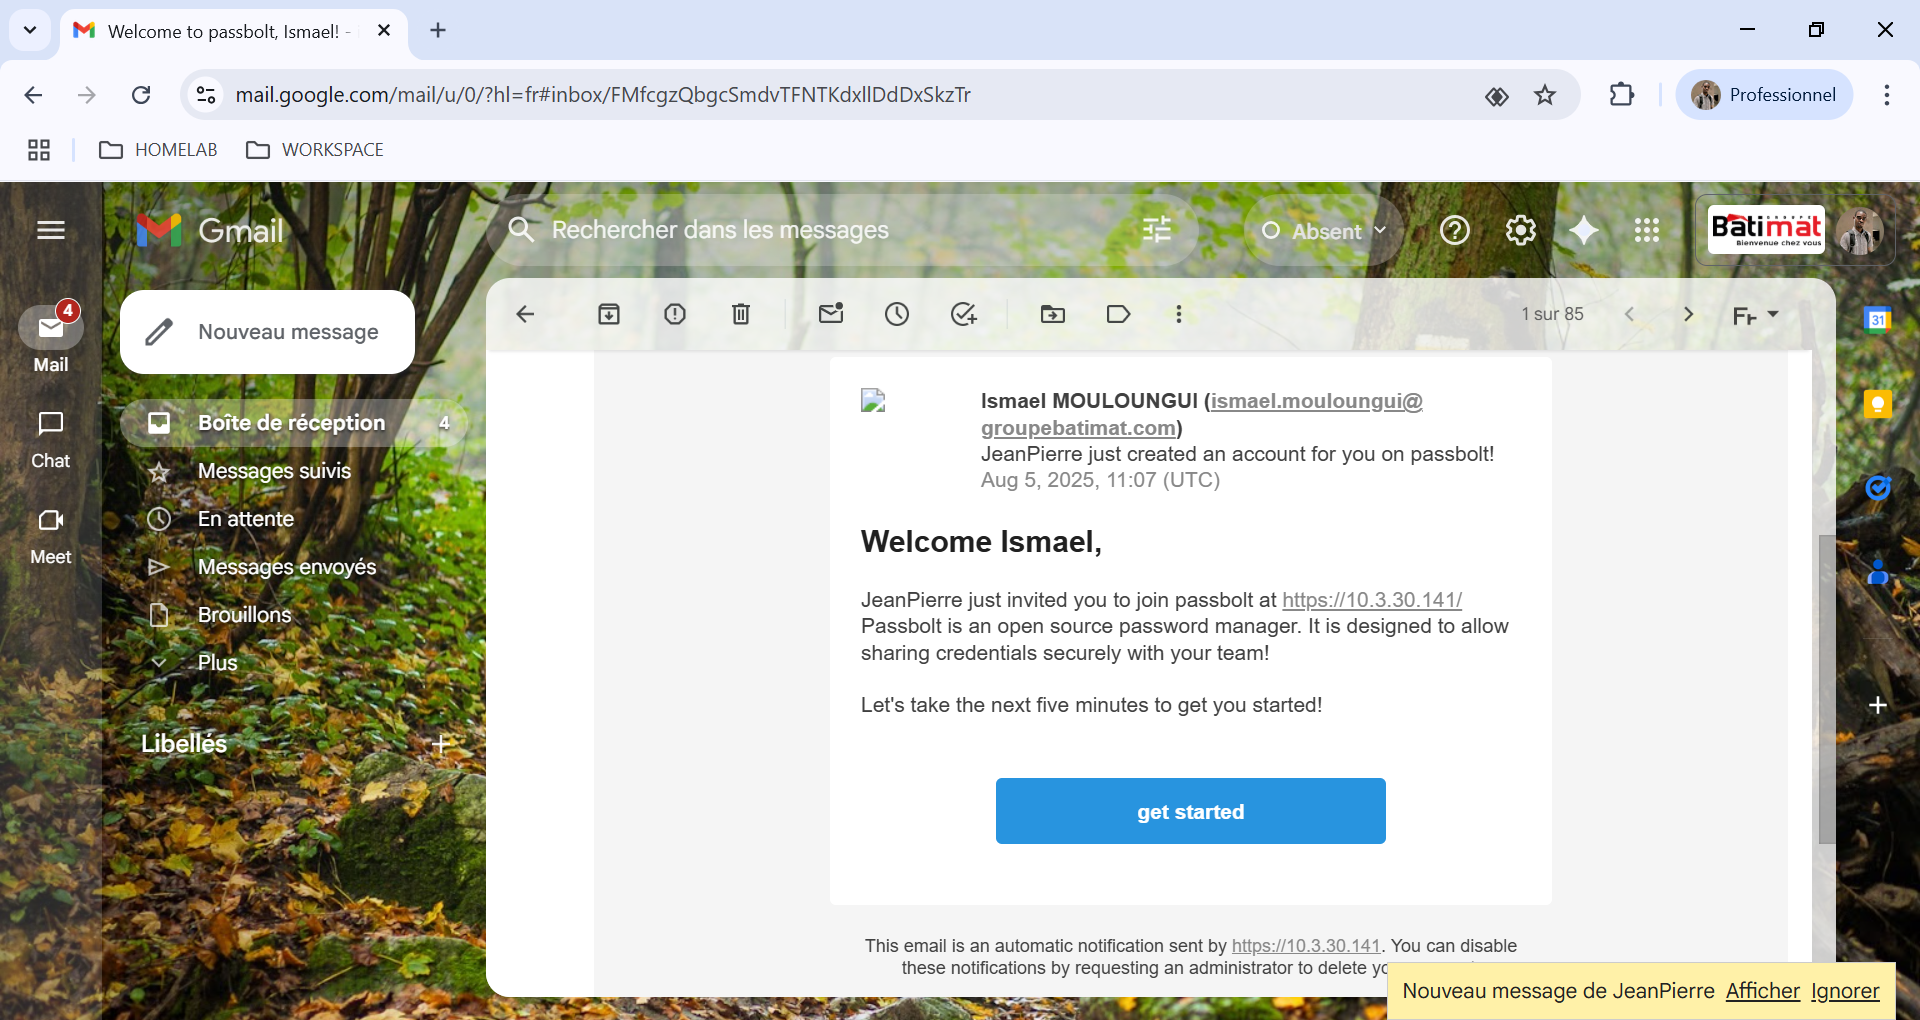 Welcome to passbolt, Ismael! -
mail.google.com/mail/u/0/?hl=fr#inbox/FMfcgzQbgcSmdvTFNTKdxllDdDxSkzTr
Professionnel
HOMELAB
WORKSPACE
Gmail
Rechercher dans les messages
Absent
Batimat
Bienvenue chez vous
4
Mail
Chat
Meet
Nouveau message
Boîte de réception 4
Messages suivis
En attente
Messages envoyés
Brouillons
Plus
Libellés
1 sur 85
Fr
31
Ismael MOULOUNGUI (ismael.mouloungui@
groupebatimat.com)
JeanPierre just created an account for you on passbolt!
Aug 5, 2025, 11:07 (UTC)
Welcome Ismael,
JeanPierre just invited you to join passbolt at https://10.3.30.141/
Passbolt is an open source password manager. It is designed to allow
sharing credentials securely with your team!
Let's take the next five minutes to get you started!
get started
This email is an automatic notification sent by https://10.3.30.141. You can disable
these notifications by requesting an administrator to delete
Nouveau message de JeanPierre Afficher Ignorer